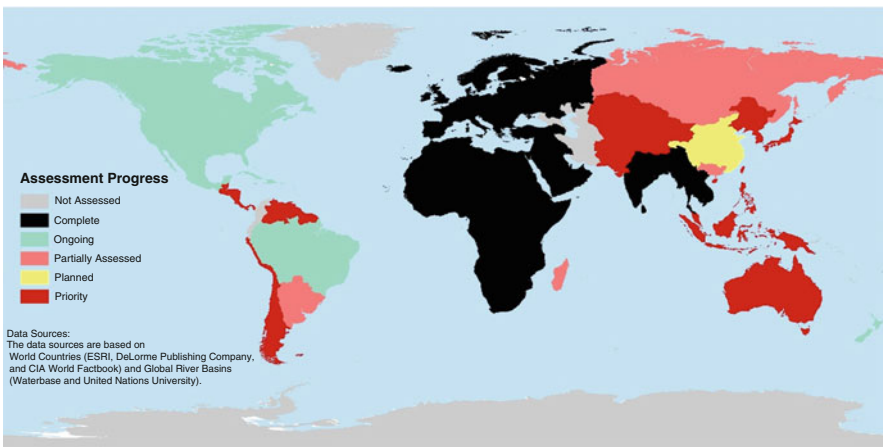 Assessment Progress
Not Assessed
Complete
Ongoing
Partially Assessed
Planned
Priority
Data Sources:
The data sources are based on
World Countries (ESRI, DeLorme Publishing Company,
and CIA World Factbook) and Global River Basins
(Waterbase and United Nations University).